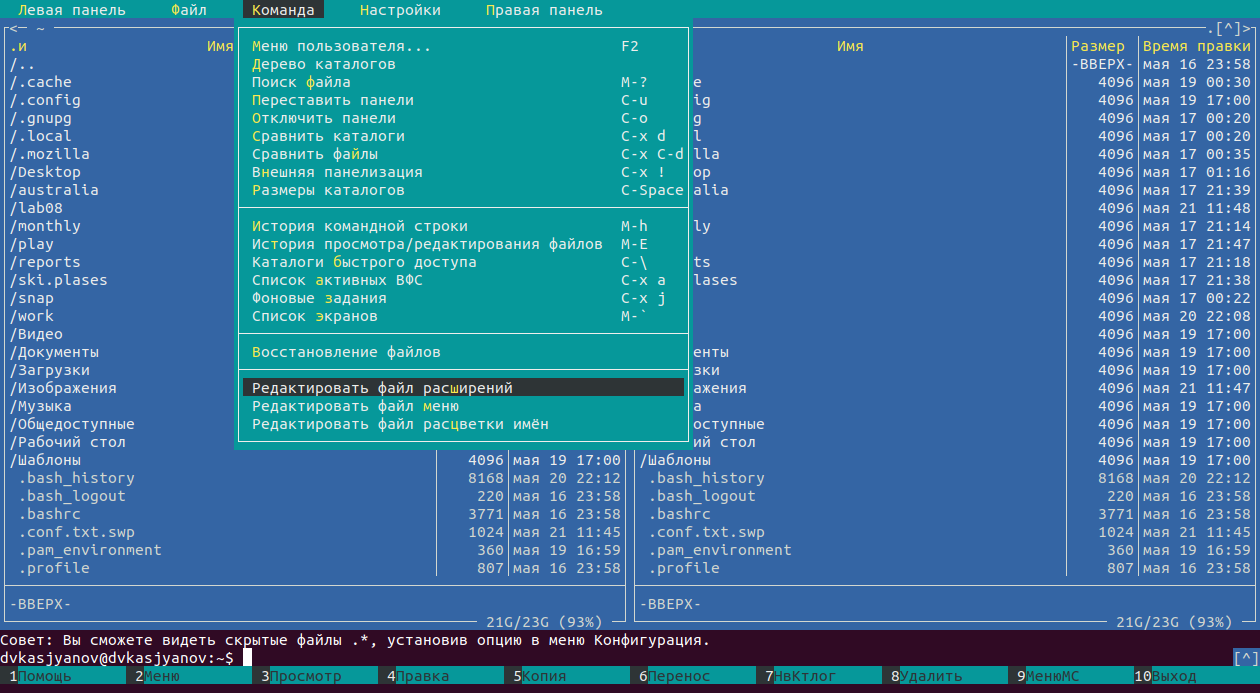 Левая панель Файл Команда Настройки Правая панель
<─ ~ .[^]>
.и Имя Меню пользователя... F2 Имя Размер Время правки
/.. Дерево каталогов -ВВЕРХ- мая 16 23:58
/.cache Поиск файла M-? e 4096 мая 19 00:30
/.config Переставить панели C-u ig 4096 мая 19 17:00
/.gnupg Отключить панели C-o g 4096 мая 17 00:20
/.local Сравнить каталоги C-x d l 4096 мая 17 00:20
/.mozilla Сравнить файлы C-x C-d lla 4096 мая 17 00:35
/Desktop Внешняя панелизация C-x ! op 4096 мая 17 01:16
/australia Размеры каталогов C-Space alia 4096 мая 17 21:39
/lab08 4096 мая 21 11:48
/monthly История командной строки M-h ly 4096 мая 17 21:14
/play История просмотра/редактирования файлов M-E 4096 мая 17 21:47
/reports Каталоги быстрого доступа C-\ ts 4096 мая 17 21:18
/ski.plases Список активных ВФС C-x a lases 4096 мая 17 21:38
/snap Фоновые задания C-x j 4096 мая 17 00:22
/work Список экранов M-` 4096 мая 20 22:08
/Видео 4096 мая 19 17:00
/Документы Восстановление файлов енты 4096 мая 19 17:00
/Загрузки зки 4096 мая 19 17:00
/Изображения Редактировать файл расширений ажения 4096 мая 21 11:47
/Музыка Редактировать файл меню а 4096 мая 19 17:00
/Общедоступные Редактировать файл расцветки имён оступные 4096 мая 19 17:00
/Рабочий стол ий стол 4096 мая 19 17:00
/Шаблоны 4096 мая 19 17:00 /Шаблоны 4096 мая 19 17:00
.bash_history 8168 мая 20 22:12 .bash_history 8168 мая 20 22:12
.bash_logout 220 мая 16 23:58 .bash_logout 220 мая 16 23:58
.bashrc 3771 мая 16 23:58 .bashrc 3771 мая 16 23:58
.conf.txt.swp 1024 мая 21 11:45 .conf.txt.swp 1024 мая 21 11:45
.pam_environment 360 мая 19 16:59 .pam_environment 360 мая 19 16:59
.profile 807 мая 16 23:58 .profile 807 мая 16 23:58
-ВВЕРХ- -ВВЕРХ-
21G/23G (93%) 21G/23G (93%)
Совет: Вы сможете видеть скрытые файлы .*, установив опцию в меню Конфигурация.
dvkasjyanov@dvkasjyanov:~$ [^]
1Помощь 2Меню 3Просмотр 4Правка 5Копия 6Перенос 7НвКтлог 8Удалить 9МенюMC 10Выход